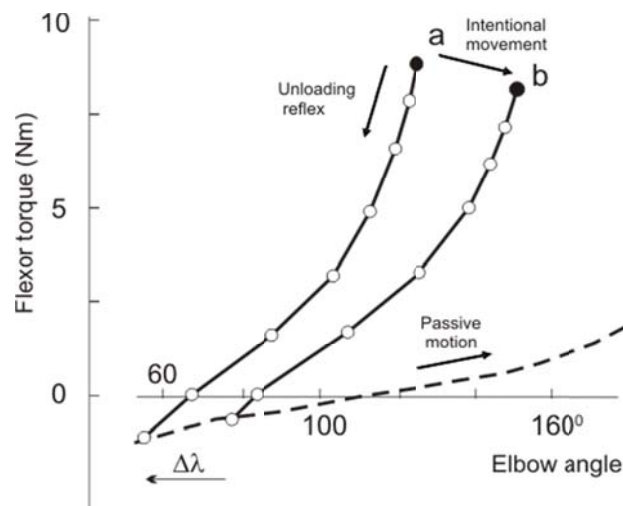 10
a
Intentional
movement
b
Unloading
reflex
Flexor torque (Nm)
5
Passive
motion
60
0
100
160⁰
Δλ
Elbow angle